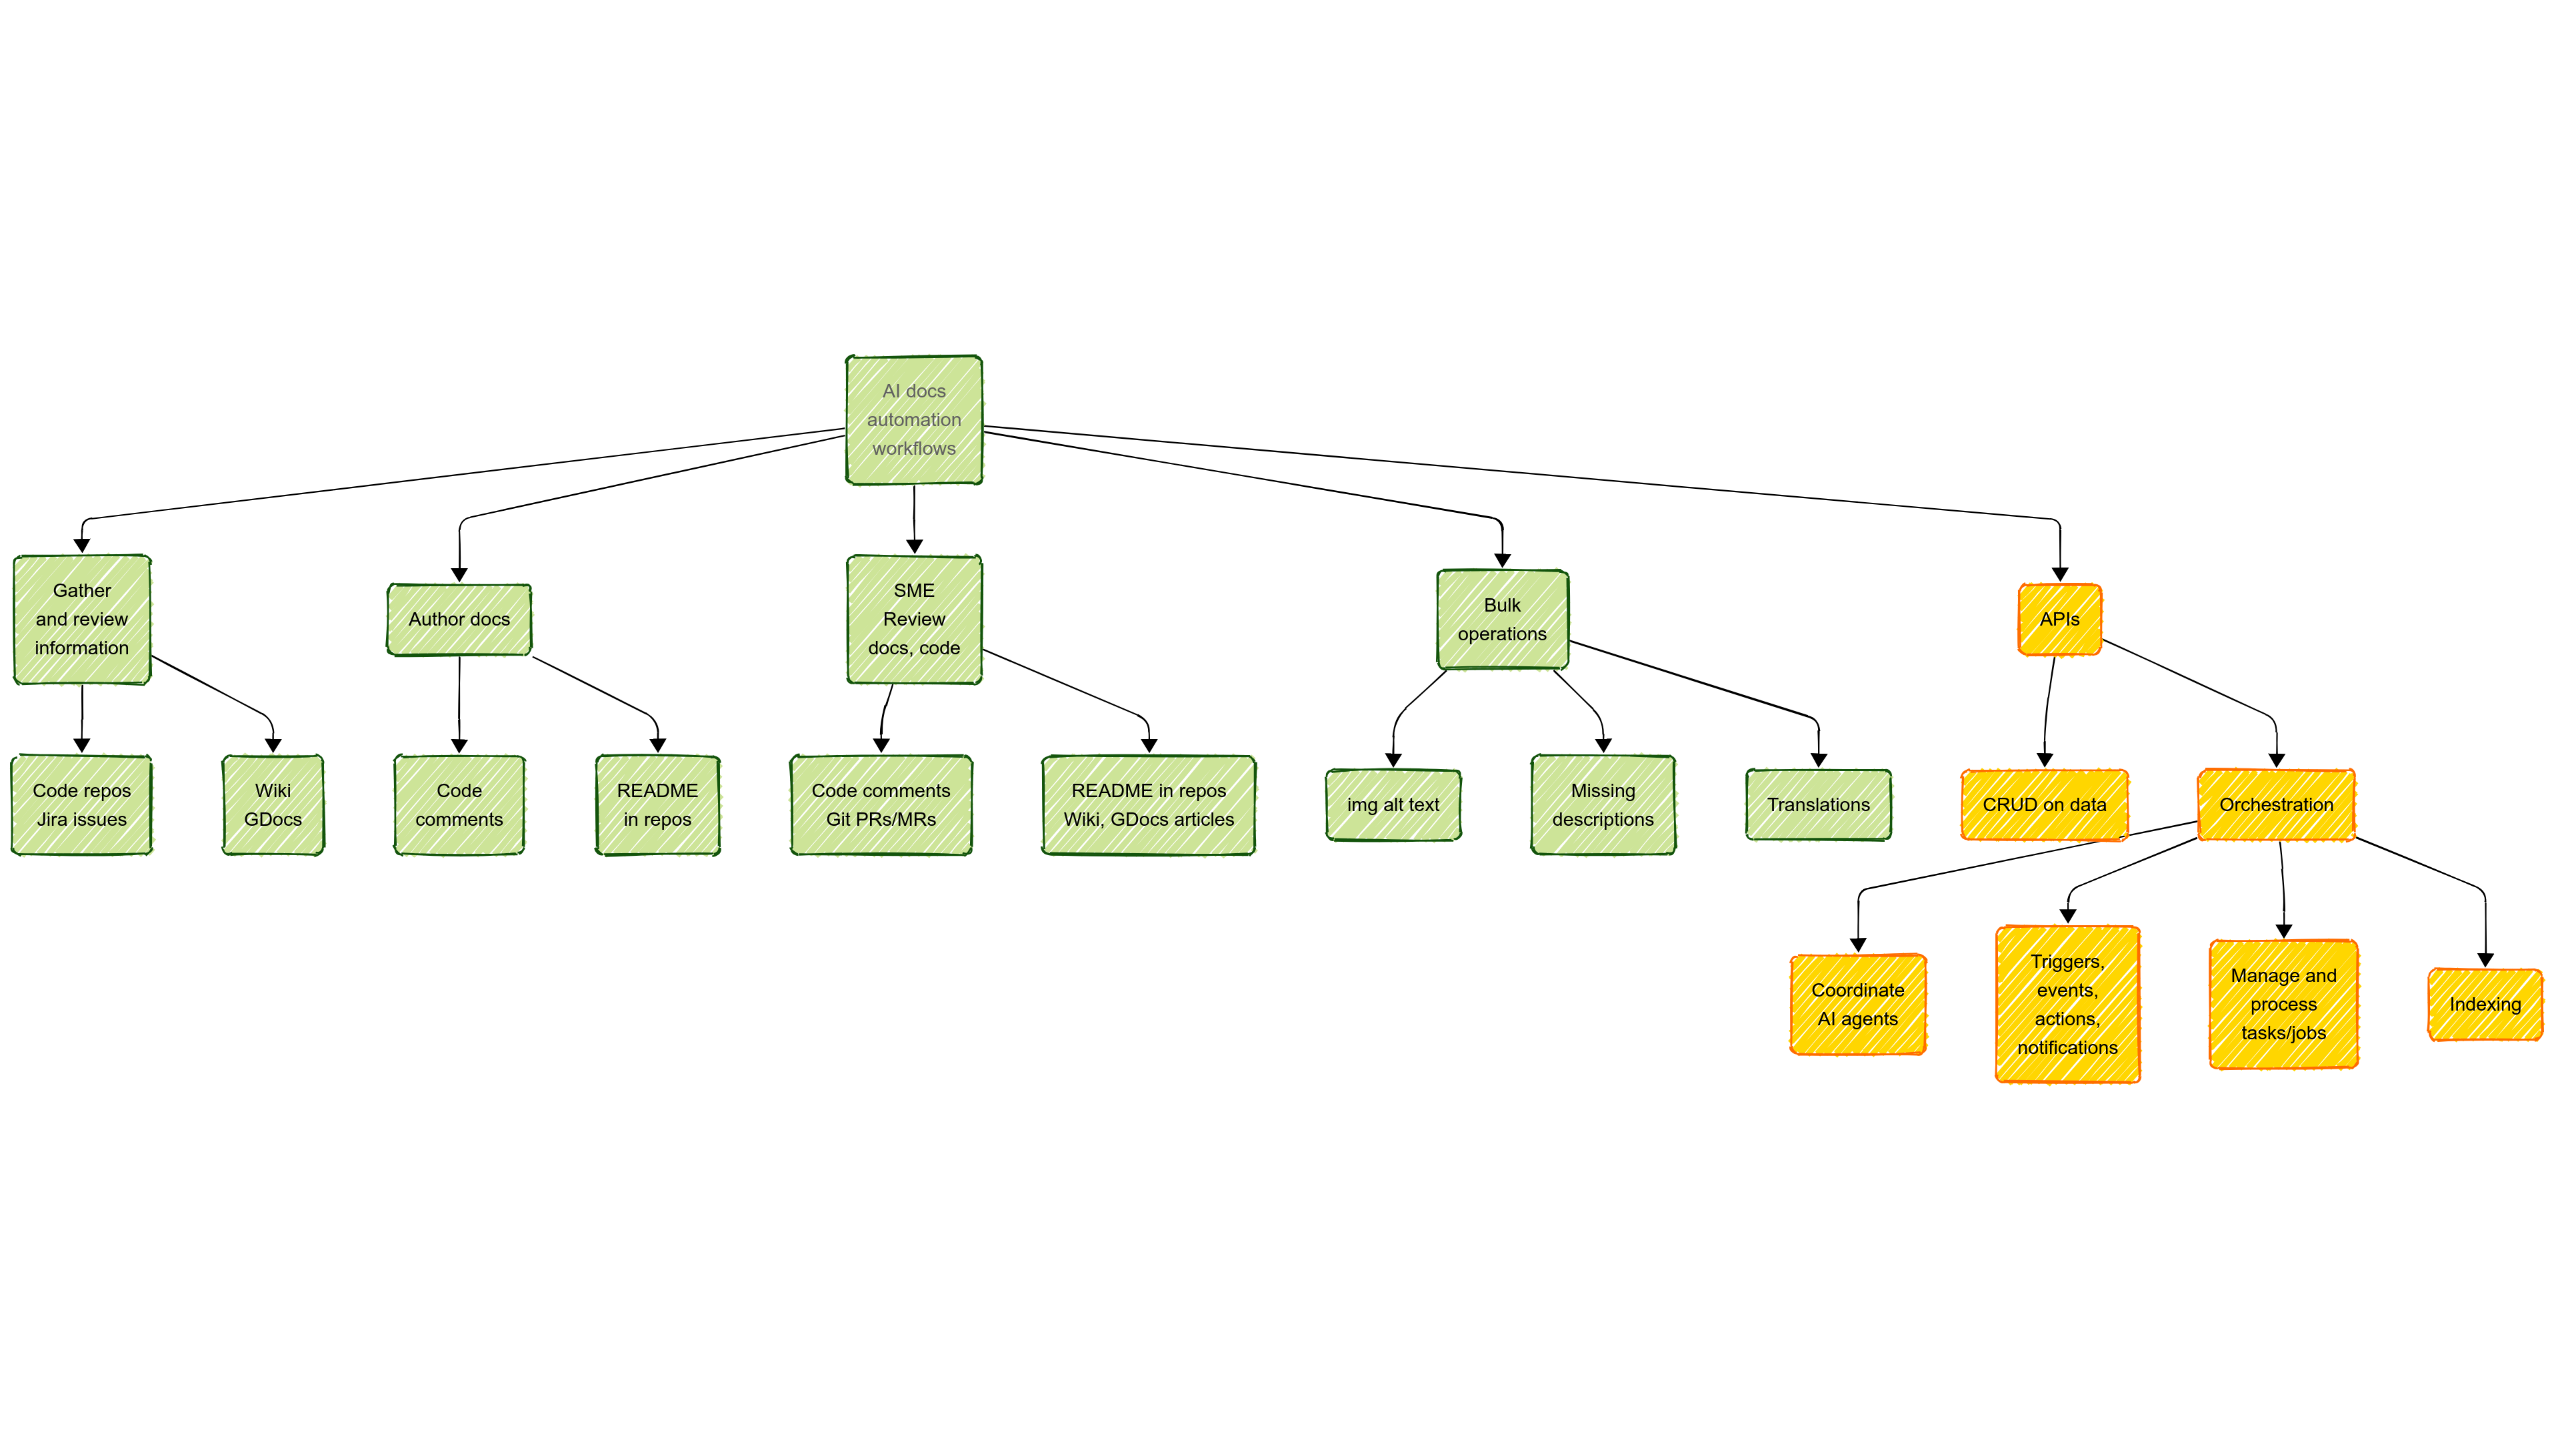 AI docs
automation
workflows
Gather
and review
information
Author docs
SME
Review
docs, code
Bulk
operations
APIs
Code repos
Jira issues
Wiki
GDocs
Code
comments
README
in repos
Code comments
Git PRs/MRs
README in repos
Wiki, GDocs articles
img alt text
Missing
descriptions
Translations
CRUD on data
Orchestration
Coordinate
AI agents
Triggers,
events,
actions,
notifications
Manage and
process
tasks/jobs
Indexing